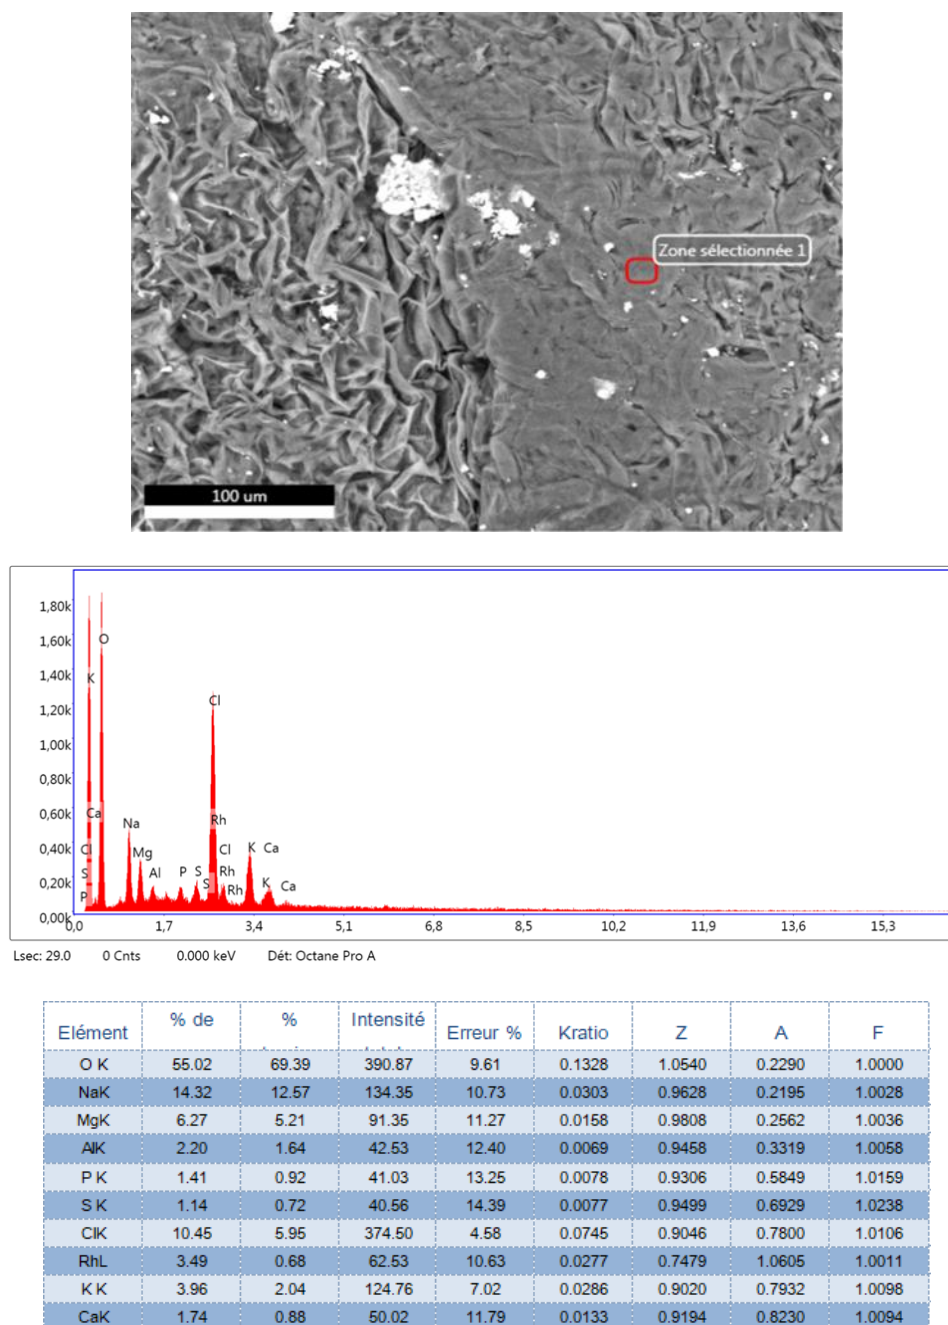 Zone sélectionnée 1
100 um
1,80k
1,60k
1,40k
1,20k
1,00k
0,80k
0,60k
0,40k
0,20k
0,00k
O
K
Cl
Ca
Rh
Na
Cl
Mg
Cl
K Ca
S
Al
P
S
Rh
P
S
Rh
K
Ca
0,0 1,7 3,4 5,1 6,8 8,5 10,2 11,9 13,6 15,3
Lsec: 29.0 0 Cnts 0.000 keV Dét: Octane Pro A
Elément % de % Intensité Erreur % Kratio Z A F
O K 55.02 69.39 390.87 9.61 0.1328 1.0540 0.2290 1.0000
NaK 14.32 12.57 134.35 10.73 0.0303 0.9628 0.2195 1.0028
MgK 6.27 5.21 91.35 11.27 0.0158 0.9808 0.2562 1.0036
AlK 2.20 1.64 42.53 12.40 0.0069 0.9458 0.3319 1.0058
P K 1.41 0.92 41.03 13.25 0.0078 0.9306 0.5849 1.0159
S K 1.14 0.72 40.56 14.39 0.0077 0.9499 0.6929 1.0238
ClK 10.45 5.95 374.50 4.58 0.0745 0.9046 0.7800 1.0106
RhL 3.49 0.68 62.53 10.63 0.0277 0.7479 1.0605 1.0011
K K 3.96 2.04 124.76 7.02 0.0286 0.9020 0.7932 1.0098
CaK 1.74 0.88 50.02 11.79 0.0133 0.9194 0.8230 1.0094